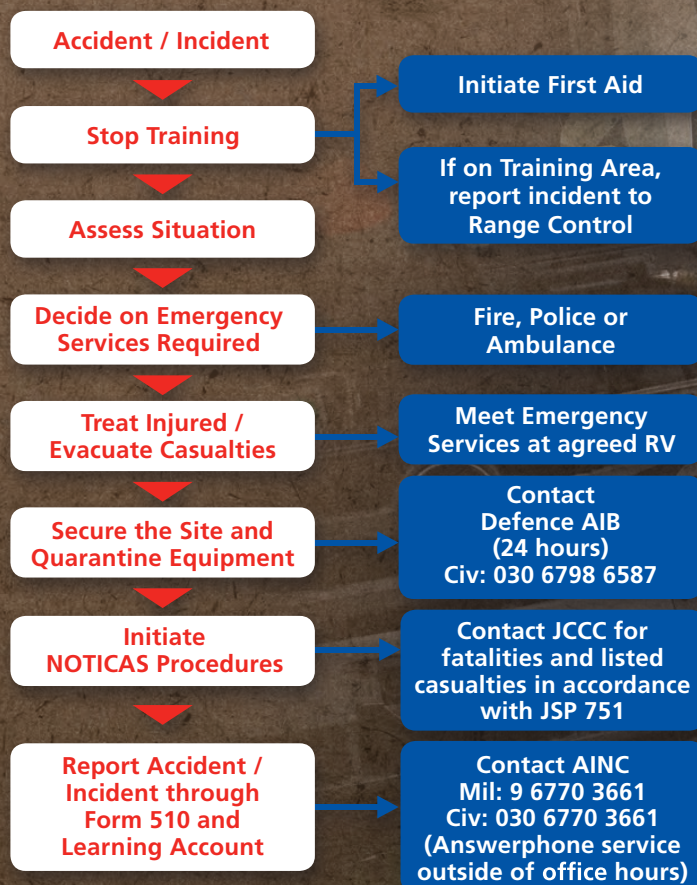 Accident / Incident
Stop Training
Initiate First Aid
If on Training Area,
report incident to
Range Control
Assess Situation
Decide on Emergency
Services Required
Fire, Police or
Ambulance
Treat Injured /
Evacuate Casualties
Meet Emergency
Services at agreed RV
Secure the Site and
Quarantine Equipment
Contact
Defence AIB
(24 hours)
Civ: 030 6798 6587
Initiate
NOTICAS Procedures
Contact JCCC for
fatalities and listed
casualties in accordance
with JSP 751
Report Accident /
Incident through
Form 510 and
Learning Account
Contact AINC
Mil: 9 6770 3661
Civ: 030 6770 3661
(Answerphone service
outside of office hours)